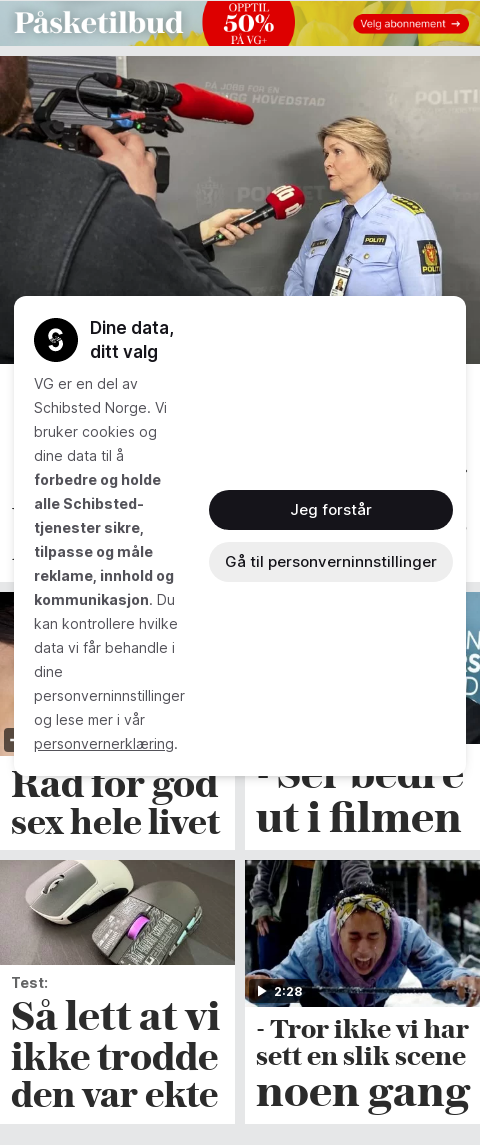 Påsketilbud
OPPTIL
50%
PÅ VG+
Velg abonnement →
PÅ JOBB FOR EN
TRYGG HOVEDSTAD
POLITI
POLITI
POLITI
Dine data,
ditt valg
VG er en del av
Schibsted Norge. Vi
bruker cookies og
dine data til å
forbedre og holde
alle Schibsted-
tjenester sikre,
tilpasse og måle
reklame, innhold og
kommunikasjon. Du
kan kontrollere hvilke
data vi får behandle i
dine
personverninnstillinger
og lese mer i vår
personvernerklæring.
Jeg forstår
Gå til personverninnstillinger
Råd for god
sex hele livet
- Ser bedre
ut i filmen
Test:
Så lett at vi
ikke trodde
den var ekte
2:28
- Tror ikke vi har
sett en slik scene
noen gang